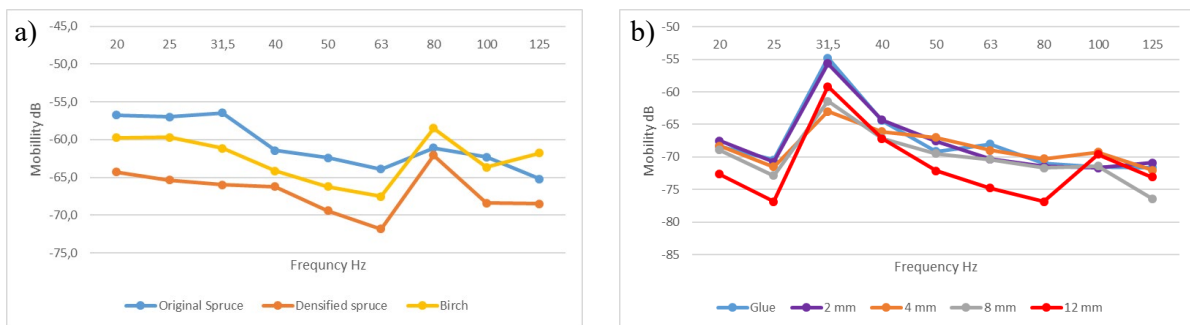 a)
-45,0
20 25 31,5 40 50 63 80 100 125
-50,0
-55,0
-60,0
-65,0
-70,0
-75,0
Mobillity dB
Frequncy Hz
Original Spruce Densified spruce Birch
b)
-50
20 25 31,5 40 50 63 80 100 125
-55
-60
-65
-70
-75
-80
-85
Mobility dB
Frequency Hz
Glue 2 mm 4 mm 8 mm 12 mm